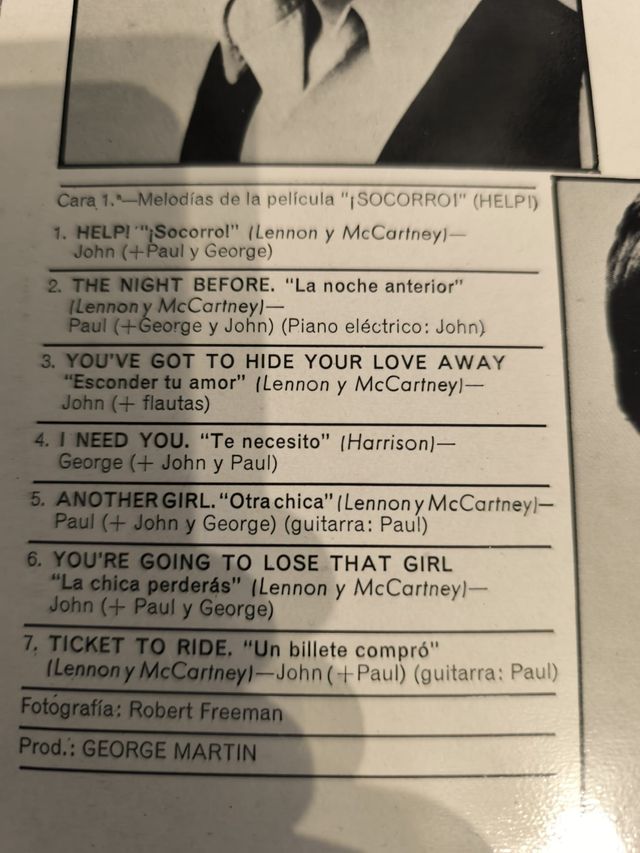 Cara 1.ª—Melodías de la película "¡SOCORRO!" (HELP!)
1. HELP! "¡Socorro!" (Lennon y McCartney)—
John (+Paul y George)
2. THE NIGHT BEFORE. "La noche anterior"
(Lennon y McCartney)—
Paul (+George y John) (Piano eléctrico: John)
3. YOU'VE GOT TO HIDE YOUR LOVE AWAY
"Esconder tu amor" (Lennon y McCartney)—
John (+ flautas)
4. I NEED YOU. "Te necesito" (Harrison)—
George (+ John y Paul)
5. ANOTHER GIRL. "Otra chica" (Lennon y McCartney)—
Paul (+ John y George) (guitarra: Paul)
6. YOU'RE GOING TO LOSE THAT GIRL
"La chica perderás" (Lennon y McCartney)—
John (+ Paul y George)
7. TICKET TO RIDE. "Un billete compró"
(Lennon y McCartney)—John (+Paul) (guitarra: Paul)
Fotografía: Robert Freeman
Prod.: GEORGE MARTIN